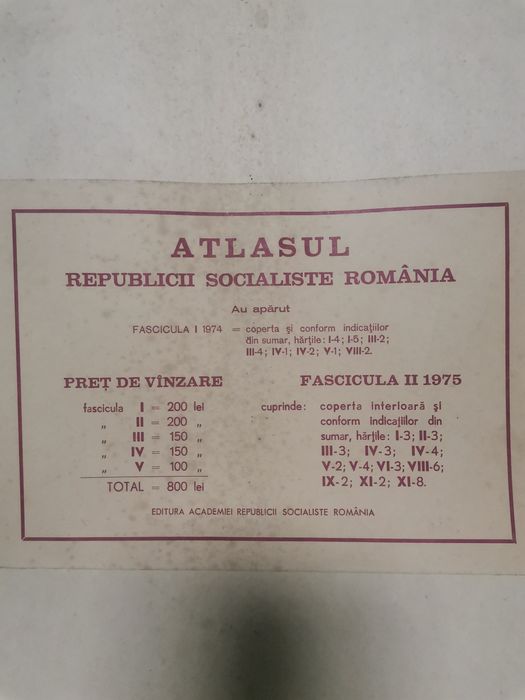 ATLASUL
REPUBLICII SOCIALISTE ROMÂNIA
Au apărut
FASCICULA I 1974 = coperta şi conform indicaţiilor
din sumar, hărţile: I-4; I-5; III-2;
III-4; IV-1; IV-2; V-1; VIII-2.
PREŢ DE VÎNZARE
fascicula I = 200 lei
„ II = 200 „
„ III = 150 „
„ IV = 150 „
„ V = 100 „
TOTAL = 800 lei
FASCICULA II 1975
cuprinde: coperta interioară şi
conform indicaţiilor din
sumar, hărţile: I-3; II-3;
III-3; IV-3; IV-4;
V-2; V-4; VI-3; VIII-6;
IX-2; XI-2; XI-8.
EDITURA ACADEMIEI REPUBLICII SOCIALISTE ROMÂNIA